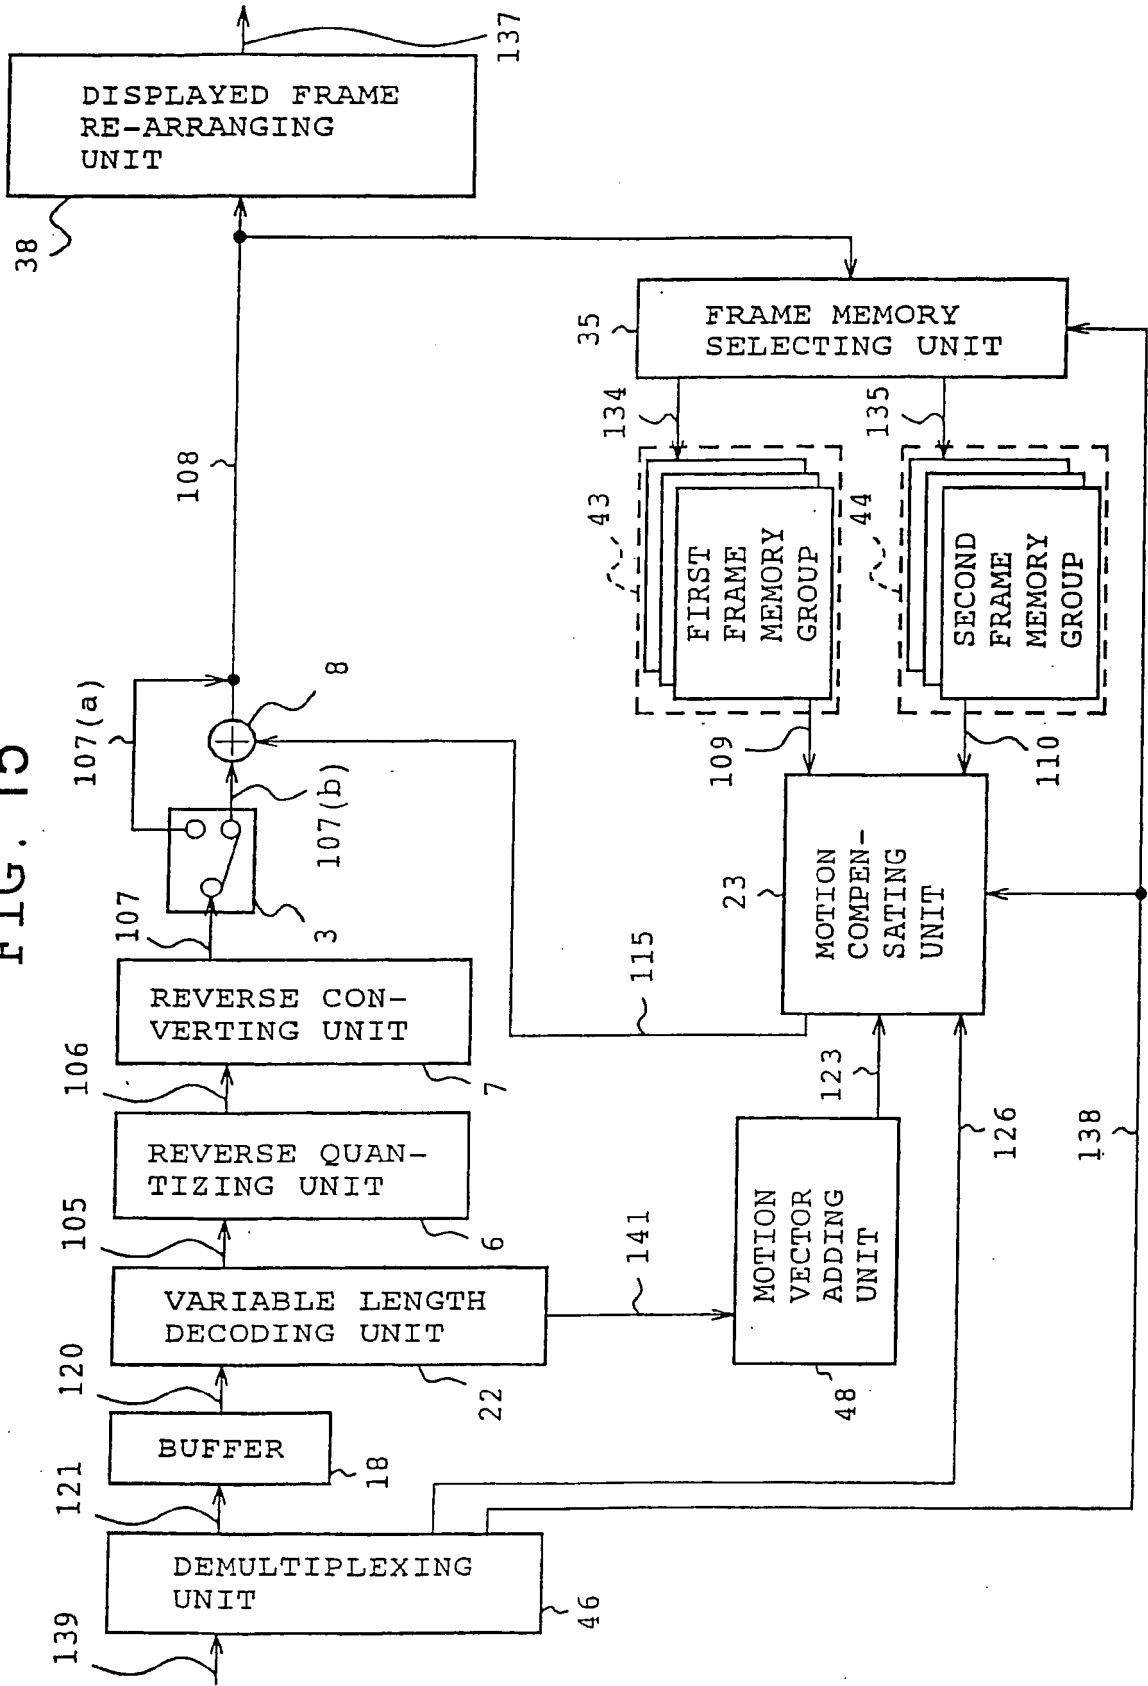 FIG. 15
139
DEMULTIPLEXING
UNIT
46
121
BUFFER
18
120
VARIABLE LENGTH
DECODING UNIT
22
105
REVERSE QUAN-
TIZING UNIT
6
106
REVERSE CON-
VERTING UNIT
7
107
3
107(a)
107(b)
8
108
DISPLAYED FRAME
RE-ARRANGING
UNIT
38
137
141
MOTION
VECTOR
ADDING
UNIT
48
123
126
138
115
MOTION
COMPEN-
SATING
UNIT
23
109
110
FIRST
FRAME
MEMORY
GROUP
43
SECOND
FRAME
MEMORY
GROUP
44
134
135
FRAME MEMORY
SELECTING UNIT
35